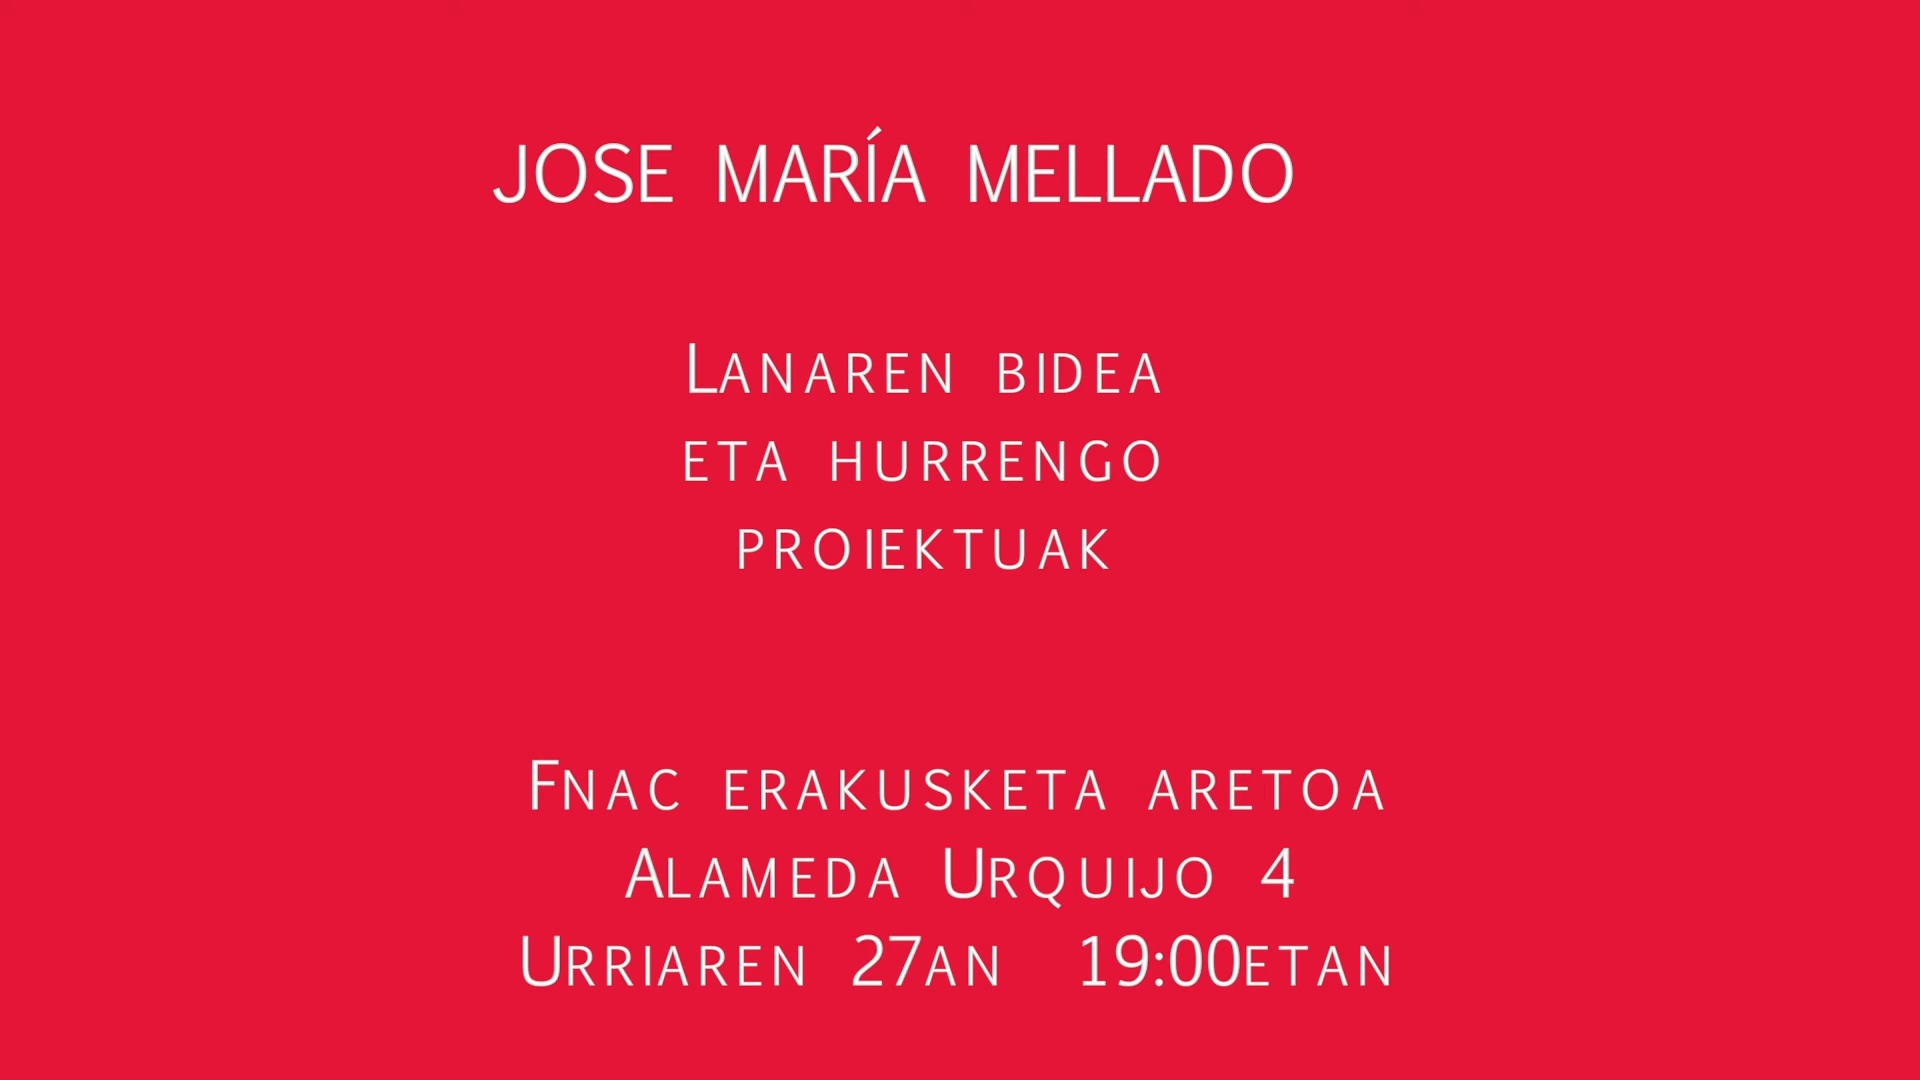 JOSE MARÍA MELLADO
LANAREN BIDEA
ETA HURRENGO
PROIEKTUAK
FNAC ERAKUSKETA ARETOA
ALAMEDA URQUIJO 4
URRIAREN 27AN 19:00ETAN